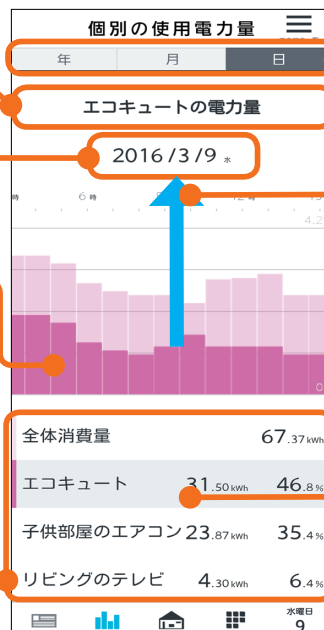 個別の使用電力量
年 月 日
エコキュートの電力量
2016/3/9 水
時 6時 12時
4.2
0
全体消費量 67.37kWh
エコキュート 31.50kWh 46.8%
子供部屋のエアコン 23.87kWh 35.4%
リビングのテレビ 4.30kWh 6.4%
水曜日
9